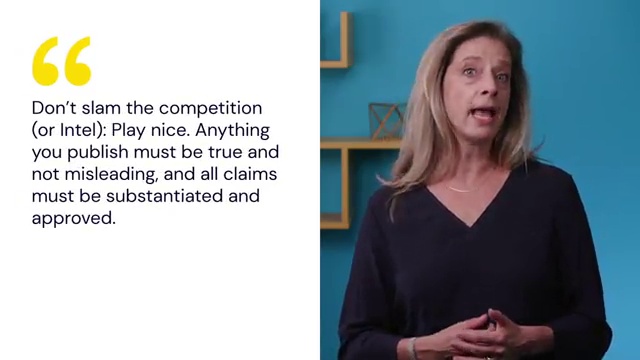 Don’t slam the competition
(or Intel): Play nice. Anything
you publish must be true and
not misleading, and all claims
must be substantiated and
approved.